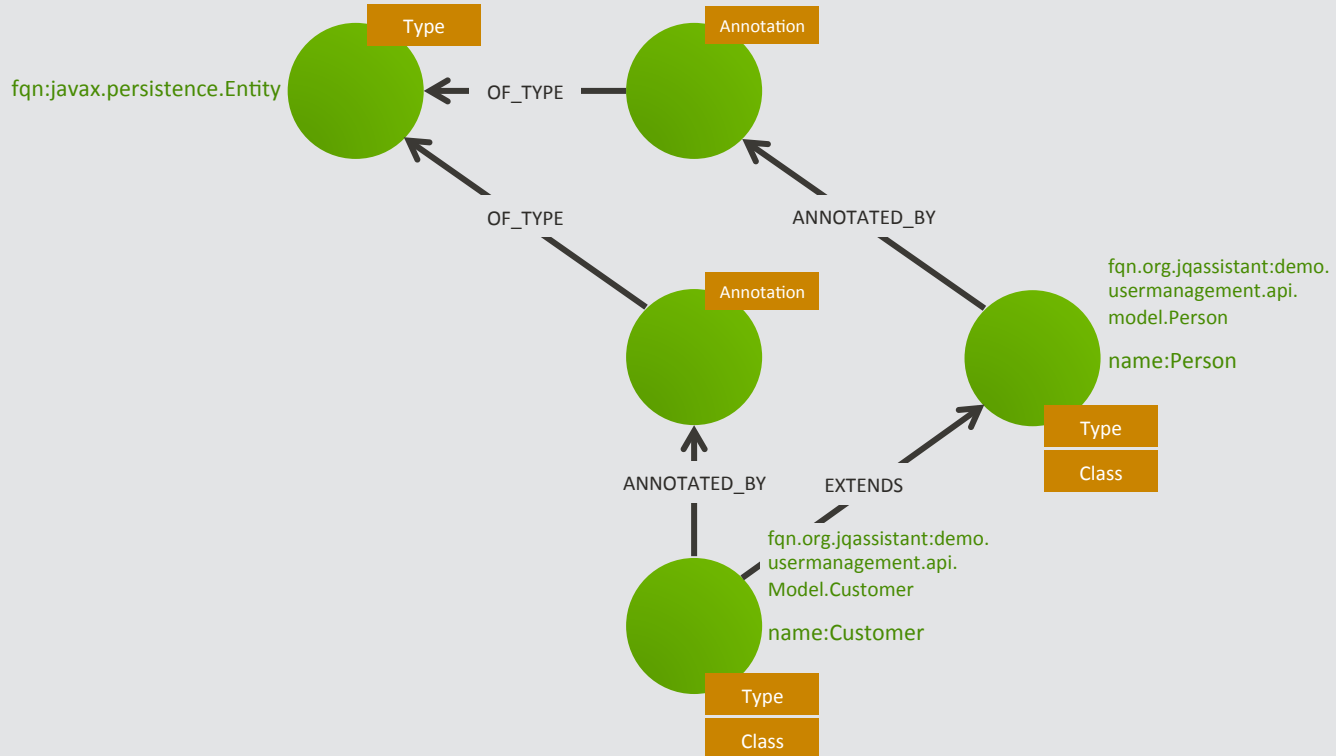 Type
Annotation
fqn:javax.persistence.Entity
OF_TYPE
OF_TYPE
ANNOTATED_BY
Annotation
fqn.org.jqassistant:demo.
usermanagement.api.
model.Person
name:Person
Type
Class
ANNOTATED_BY
EXTENDS
fqn.org.jqassistant:demo.
usermanagement.api.
Model.Customer
name:Customer
Type
Class